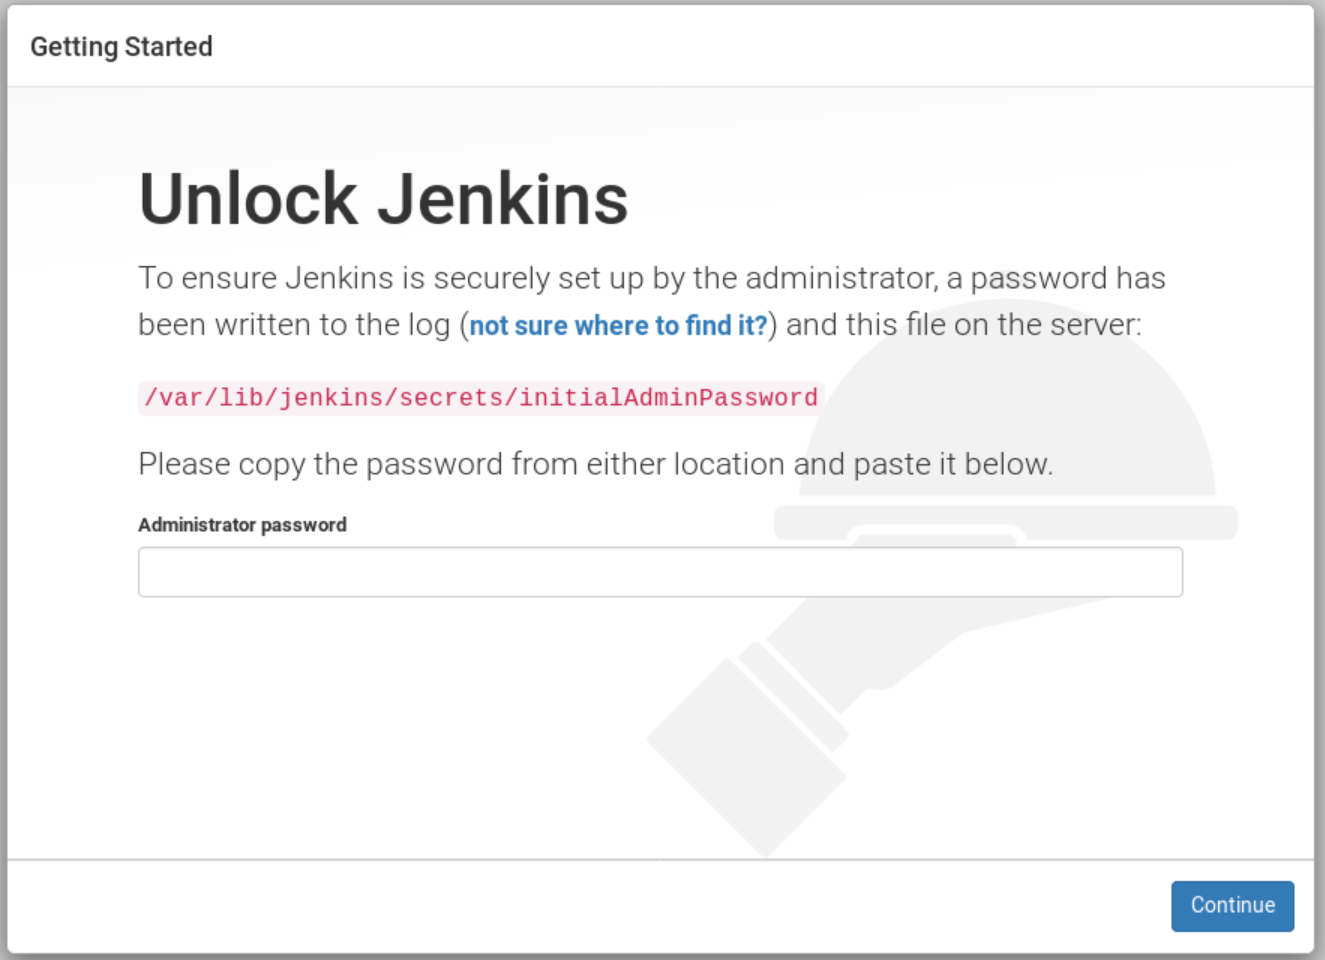 Getting Started
Unlock Jenkins
To ensure Jenkins is securely set up by the administrator, a password has
been written to the log (not sure where to find it?) and this file on the server:
/var/lib/jenkins/secrets/initialAdminPassword
Please copy the password from either location and paste it below.
Administrator password
Continue